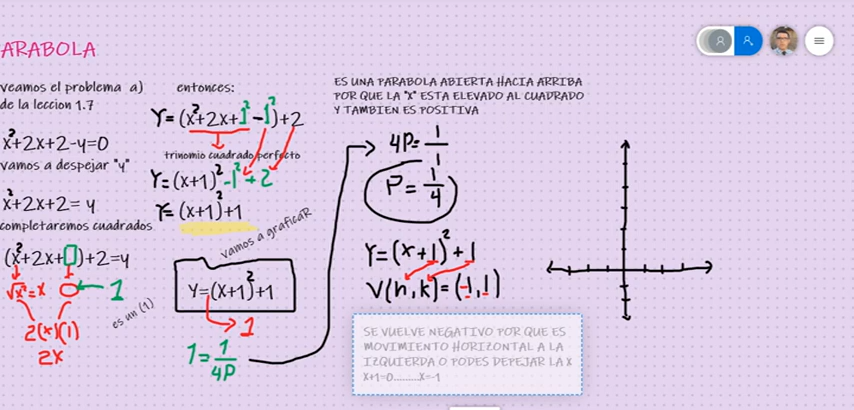 ARABOLA
veamos el problema a)
de la leccion 1.7
x²+2x+2-y=0
vamos a despejar "y"
x²+2x+2=y
completaremos cuadrados
(x²+2x+□)+2=y
√x²=x ← 1
2(x)(1)
2x
es un (1)
entonces:
Y=(x²+2x+1²-1²)+2
trinomio cuadrado perfecto
Y=(x+1)²-1²+2
Y=(x+1)²+1
vamos a graficaR
Y=(x+1)²+1
→1
1=1/4P
ES UNA PARABOLA ABIERTA HACIA ARRIBA
POR QUE LA "X" ESTA ELEVADO AL CUADRADO
Y TAMBIEN ES POSITIVA
4P=1/1
P=1/4
Y=(x+1)²+1
V(h,k)=(-1,1)
SE VUELVE NEGATIVO POR QUE ES
MOVIMIENTO HORIZONTAL A LA
IZQUIERDA O PODES DEPEJAR LA X
X+1=0.........X=-1